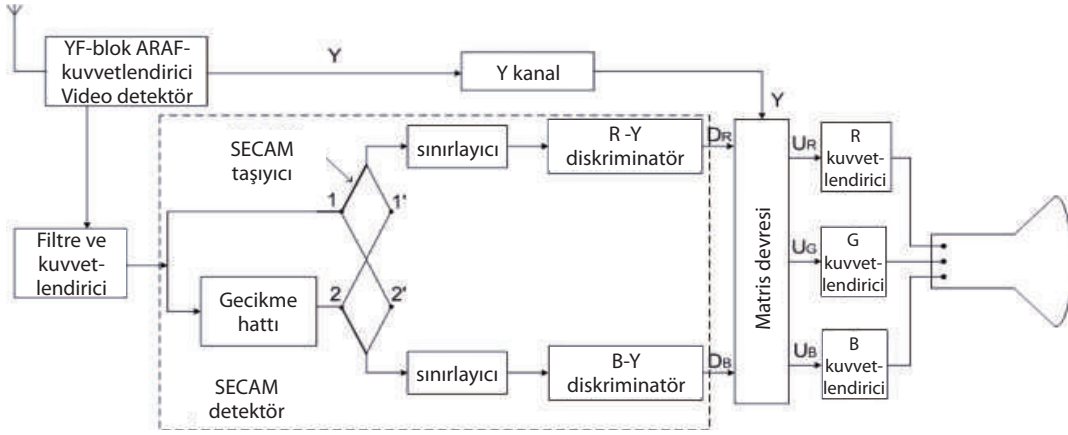 YF-blok ARAF-
kuvvetlendirici
Video detektör
Y
Y kanal
Y
SECAM
taşıyıcı
sınırlayıcı
R -Y
diskriminatör
DR
Matris devresi
UR
R
kuvvet-
lendirici
1
1'
Filtre ve
kuvvet-
lendirici
Gecikme
hattı
2
2'
UG
G
kuvvet-
lendirici
SECAM
detektör
sınırlayıcı
B-Y
diskriminatör
DB
UB
B
kuvvet-
lendirici